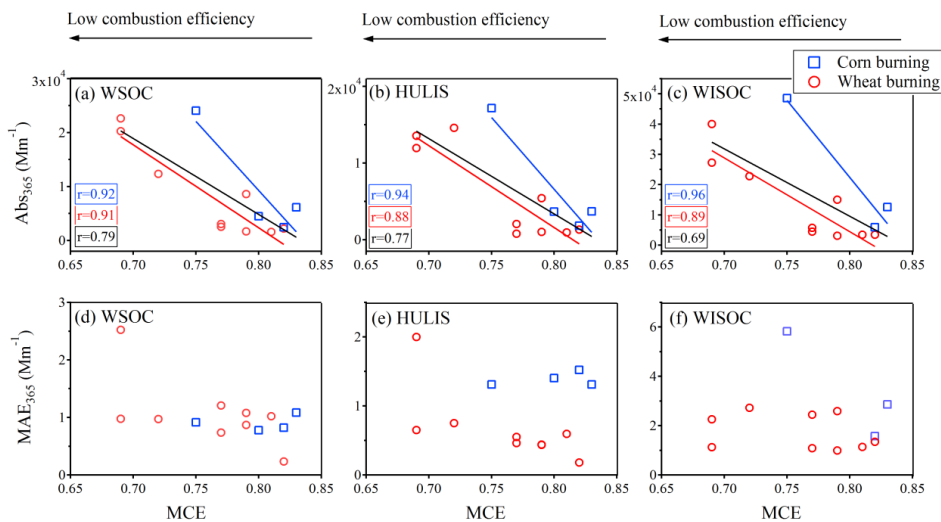 Low combustion efficiency
Low combustion efficiency
Low combustion efficiency
Corn burning
Wheat burning
3x10⁴
2
1
0
Abs₃₆₅ (Mm⁻¹)
(a) WSOC
r=0.92
r=0.91
r=0.79
0.65 0.70 0.75 0.80 0.85
2x10⁴
1
0
(b) HULIS
r=0.94
r=0.88
r=0.77
0.65 0.70 0.75 0.80 0.85
5x10⁴
4
3
2
1
0
(c) WISOC
r=0.96
r=0.89
r=0.69
0.65 0.70 0.75 0.80 0.85
3
2
1
0
MAE₃₆₅ (Mm⁻¹)
(d) WSOC
0.65 0.70 0.75 0.80 0.85
MCE
2
1
0
(e) HULIS
0.65 0.70 0.75 0.80 0.85
MCE
6
4
2
0
(f) WISOC
0.65 0.70 0.75 0.80 0.85
MCE